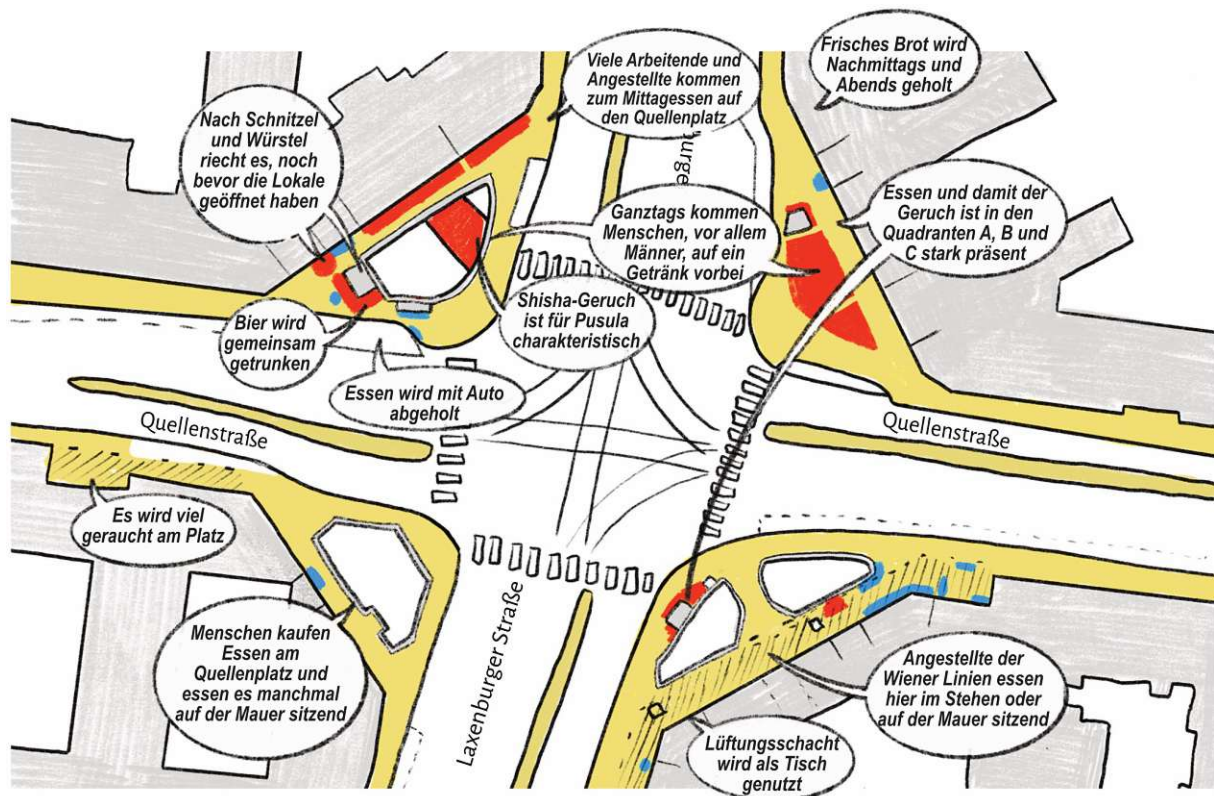 Viele Arbeitende und
Angestellte kommen
zum Mittagessen auf
den Quellenplatz
Frisches Brot wird
Nachmittags und
Abends geholt
Nach Schnitzel
und Würstel
riecht es, noch
bevor die Lokale
geöffnet haben
urge
Ganztags kommen
Menschen, vor allem
Männer, auf ein
Getränk vorbei
Essen und damit der
Geruch ist in den
Quadranten A, B und
C stark präsent
Shisha-Geruch
ist für Pusula
charakteristisch
Bier wird
gemeinsam
getrunken
Essen wird mit Auto
abgeholt
Quellenstraße
Quellenstraße
Es wird viel
geraucht am Platz
Laxenburger Straße
Menschen kaufen
Essen am
Quellenplatz und
essen es manchmal
auf der Mauer sitzend
Angestellte der
Wiener Linien essen
hier im Stehen oder
auf der Mauer sitzend
Lüftungsschacht
wird als Tisch
genutzt